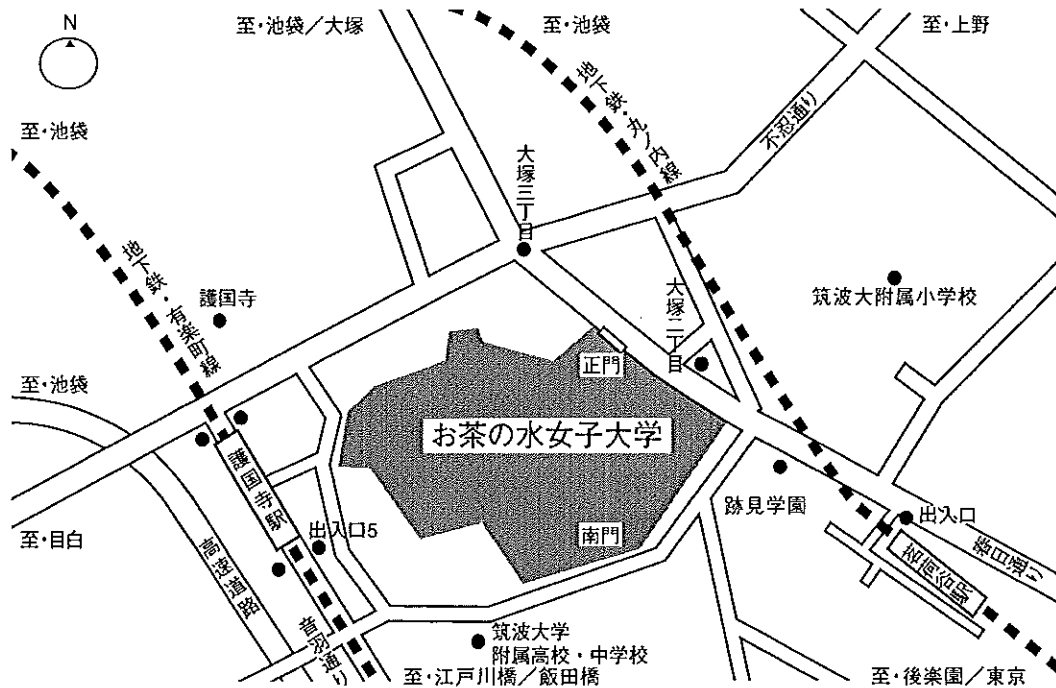 N
至・池袋／大塚
至・池袋
至・上野
至・池袋
地下鉄・丸ノ内線
不忍通り
大塚三丁目
地下鉄・有楽町線
護国寺
筑波大附属小学校
大塚二丁目
正門
至・池袋
お茶の水女子大学
護国寺駅
跡見学園
出入口
至・目白
出入口5
南門
高速道路
春日通り
茗荷谷駅
音羽通り
筑波大学
附属高校・中学校
至・江戸川橋／飯田橋
至・後楽園／東京